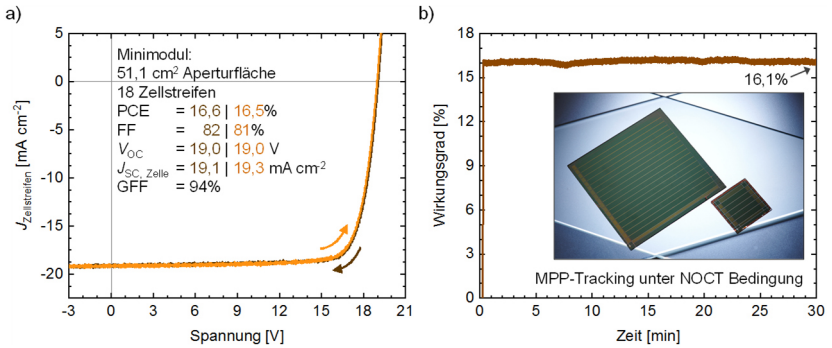 a)
5
0
-5
-10
-15
-20
J Zellstreifen [mA cm-2]
Minimodul:
51,1 cm² Aperturfläche
18 Zellstreifen
PCE = 16,6 | 16,5%
FF = 82 | 81%
VOC = 19,0 | 19,0 V
JSC, Zelle = 19,1 | 19,3 mA cm-2
GFF = 94%
-3 0 3 6 9 12 15 18 21
Spannung [V]
b)
18
15
12
9
6
3
0
Wirkungsgrad [%]
16,1%
MPP-Tracking unter NOCT Bedingung
0 5 10 15 20 25 30
Zeit [min]